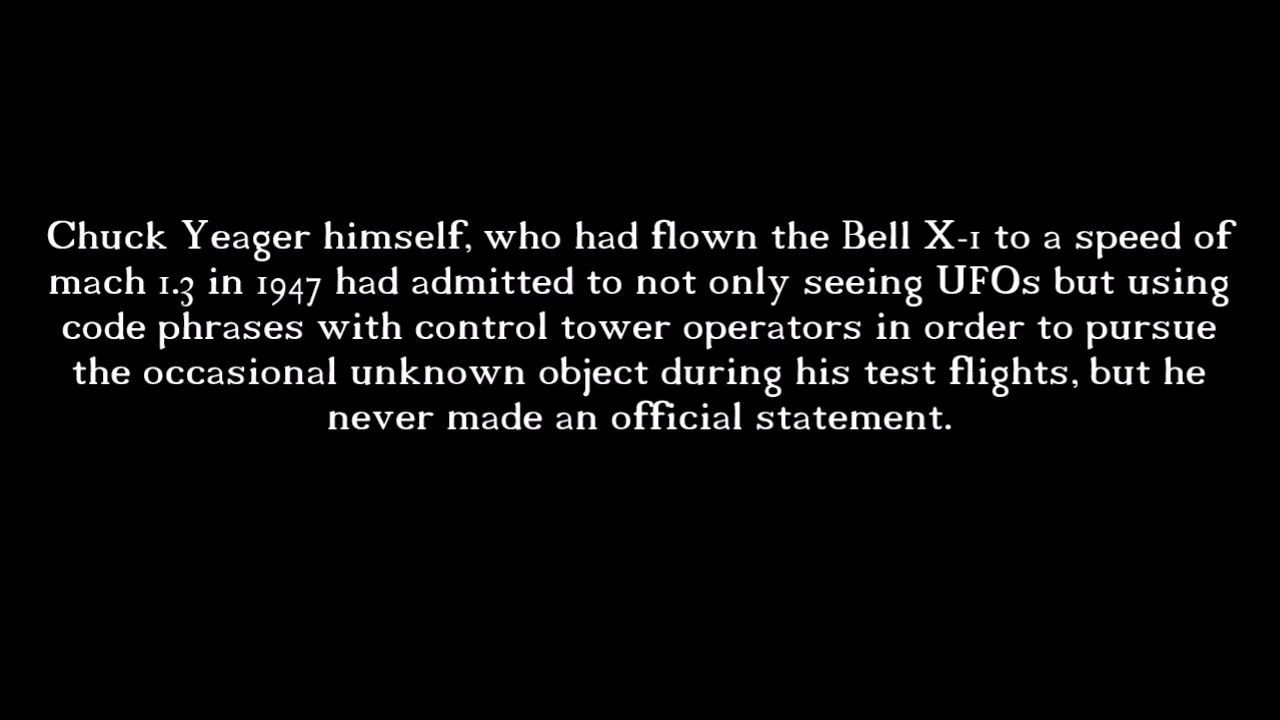 Chuck Yeager himself, who had flown the Bell X-1 to a speed of
mach 1.3 in 1947 had admitted to not only seeing UFOs but using
code phrases with control tower operators in order to pursue
the occasional unknown object during his test flights, but he
never made an official statement.